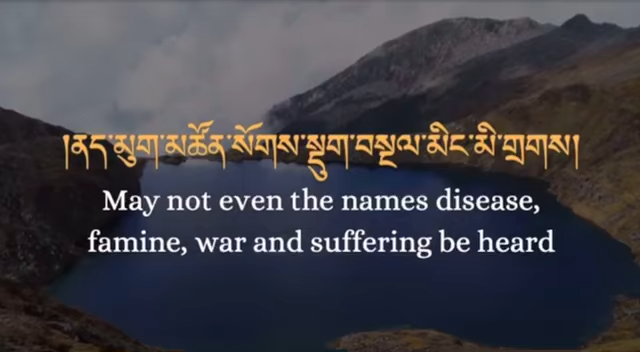 །ནད་མུག་མཚོན་སོགས་སྡུག་བསྔལ་མིང་མི་གྲགས།
May not even the names disease,
famine, war and suffering be heard